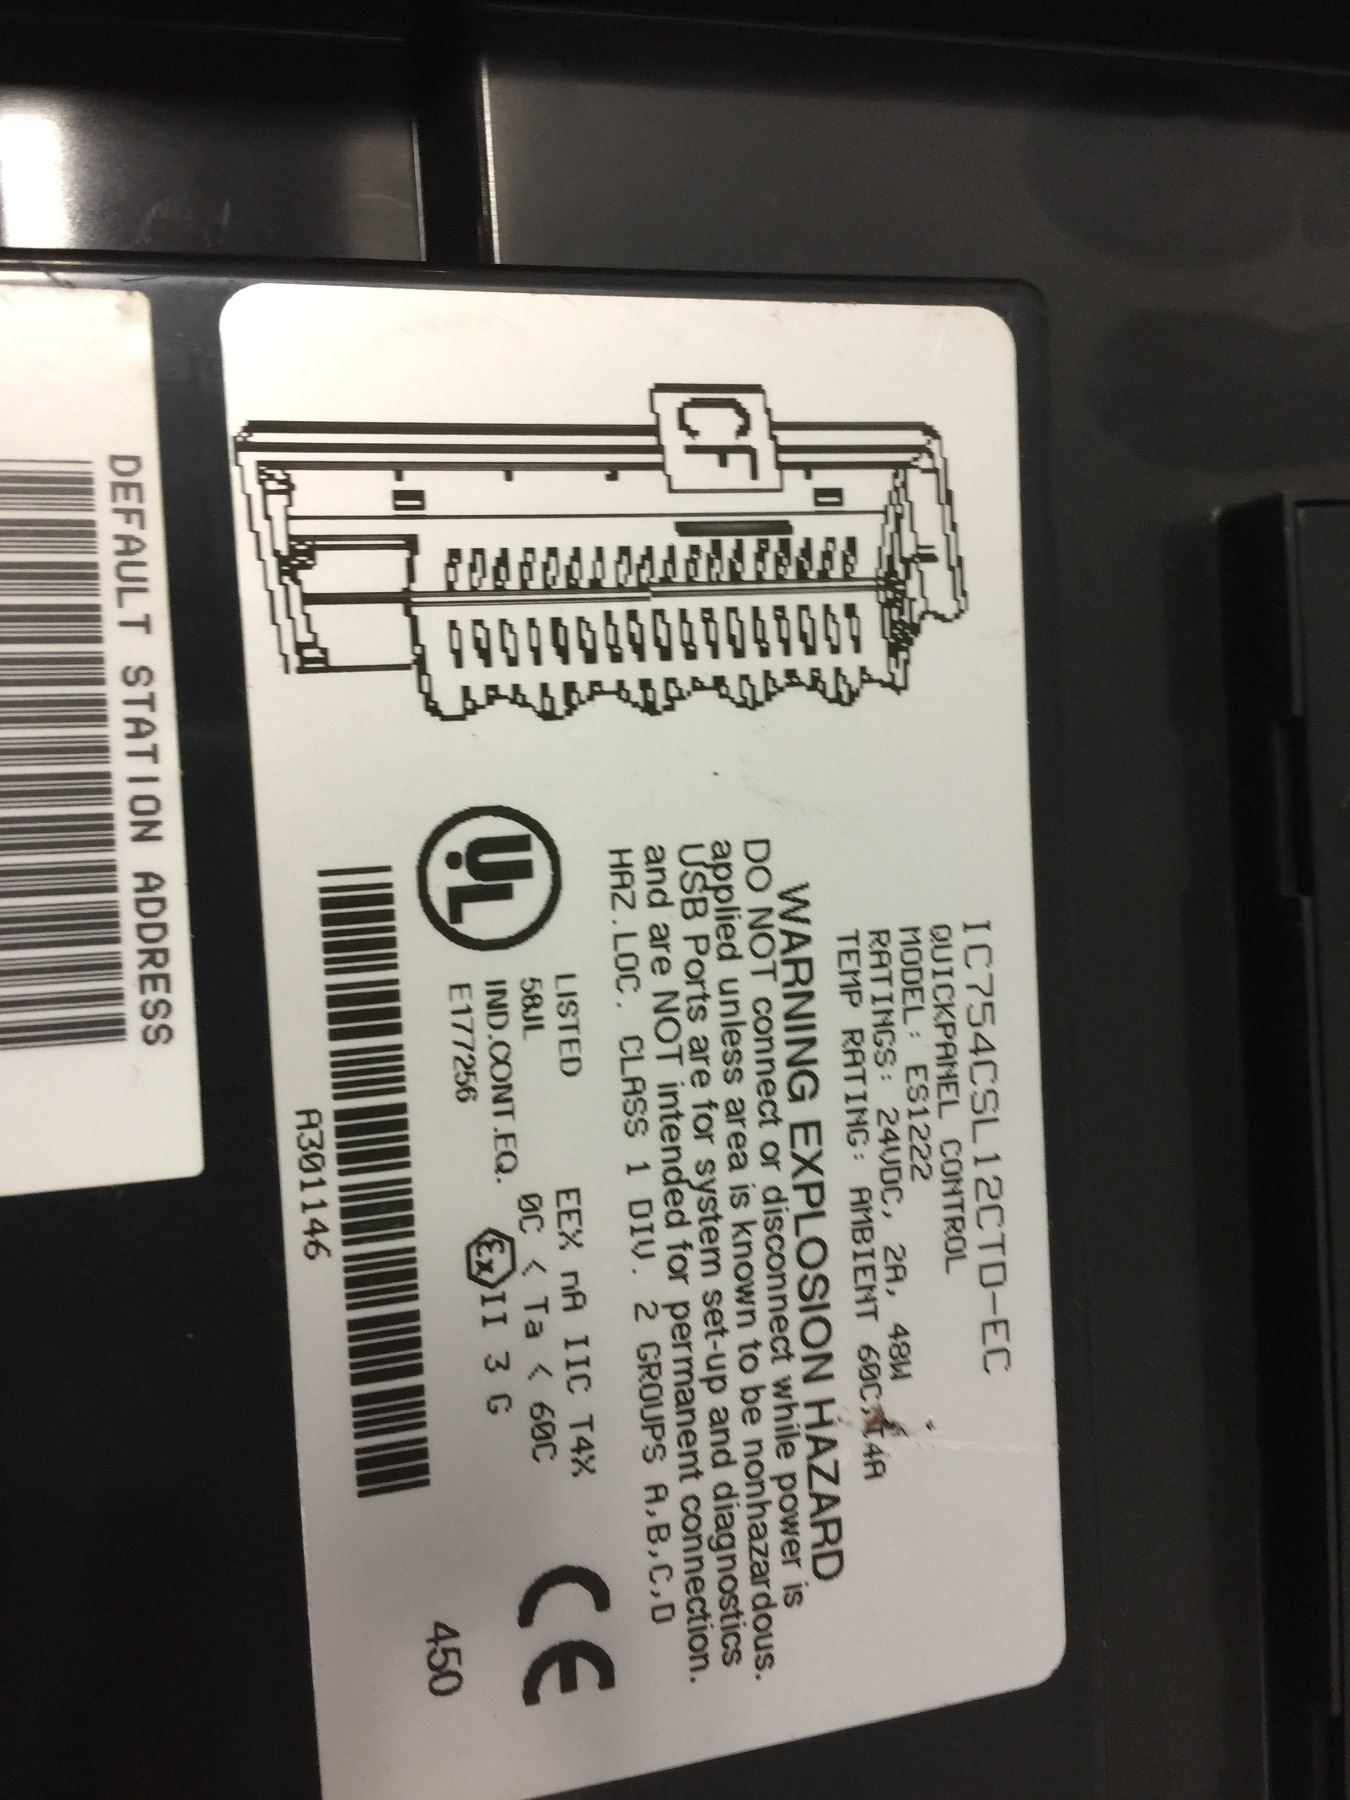 CF
IC754CSL12CTD-EC
QUICKPANEL CONTROL
MODEL: ES1222
RATINGS: 24VDC, 2A, 48W
TEMP RATING: AMBIENT 60C, T4A
WARNING EXPLOSION HAZARD
DO NOT connect or disconnect while power is
applied unless area is known to be nonhazardous.
USB Ports are for system set-up and diagnostics
and are NOT intended for permanent connection.
HAZ.LOC. CLASS 1 DIV. 2 GROUPS A,B,C,D
UL
LISTED
58JL
IND.CONT.EQ.
E177256
EEX nA IIC T4X
0C < Ta < 60C
Ex II 3 G
CE
450
A301146
DEFAULT STATION ADDRESS